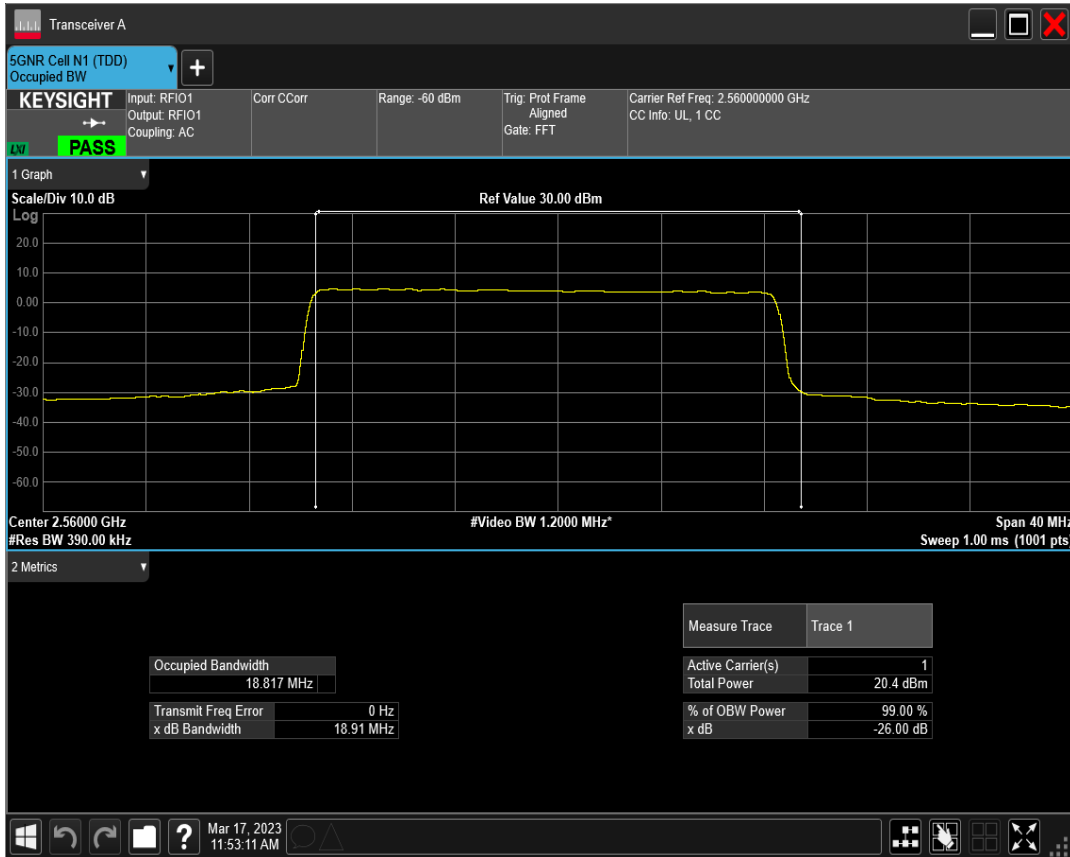 Transceiver A
5GNR Cell N1 (TDD)
Occupied BW
KEYSIGHT
LXI
PASS
Input: RFIO1
Output: RFIO1
Coupling: AC
Corr CCorr
Range: -60 dBm
Trig: Prot Frame
Aligned
Gate: FFT
Carrier Ref Freq: 2.560000000 GHz
CC Info: UL, 1 CC
1 Graph
Scale/Div 10.0 dB
Ref Value 30.00 dBm
Log
20.0
10.0
0.00
-10.0
-20.0
-30.0
-40.0
-50.0
-60.0
Center 2.56000 GHz
#Video BW 1.2000 MHz*
Span 40 MHz
#Res BW 390.00 kHz
Sweep 1.00 ms (1001 pts)
2 Metrics
Measure Trace Trace 1
Occupied Bandwidth
18.817 MHz
Active Carrier(s) 1
Total Power 20.4 dBm
Transmit Freq Error 0 Hz
x dB Bandwidth 18.91 MHz
% of OBW Power 99.00 %
x dB -26.00 dB
?
Mar 17, 2023
11:53:11 AM